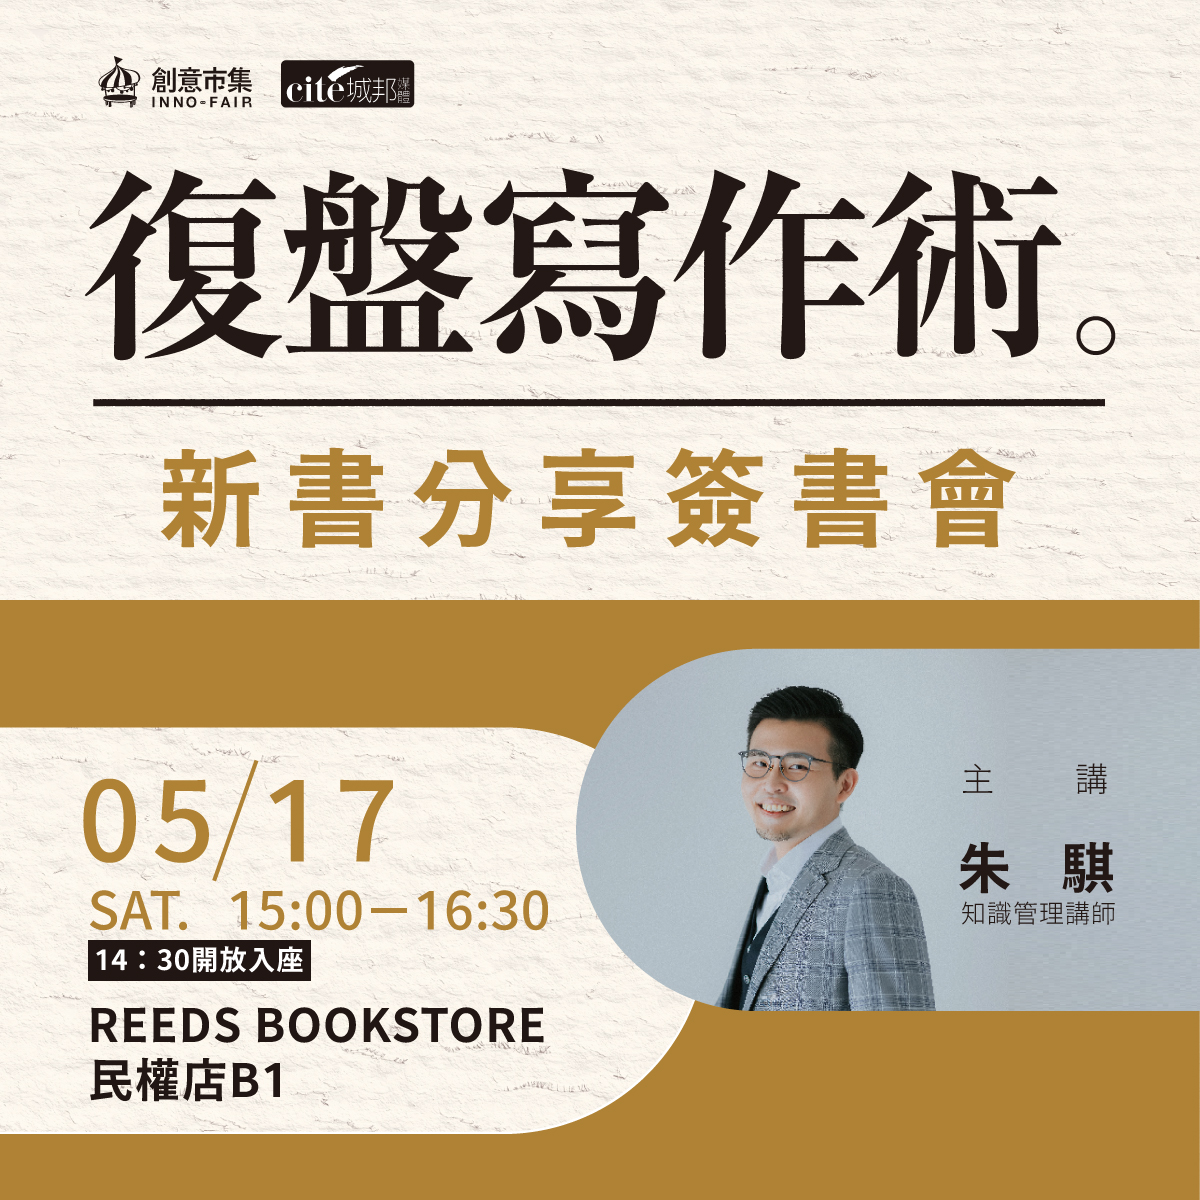 創意市集
INNO-FAIR
cité城邦媒體
復盤寫作術。
新書分享簽書會
05/17
SAT. 15:00－16:30
14：30開放入座
REEDS BOOKSTORE
民權店B1
主講
朱騏
知識管理講師